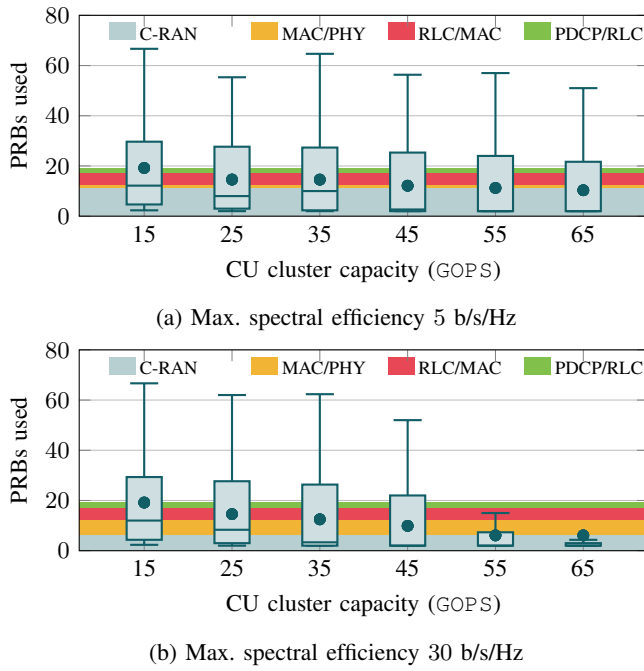 80
C-RAN MAC/PHY RLC/MAC PDCP/RLC
60
40
20
0
PRBs used
15 25 35 45 55 65
CU cluster capacity (GOPS)
(a) Max. spectral efficiency 5 b/s/Hz
80
C-RAN MAC/PHY RLC/MAC PDCP/RLC
60
40
20
0
PRBs used
15 25 35 45 55 65
CU cluster capacity (GOPS)
(b) Max. spectral efficiency 30 b/s/Hz